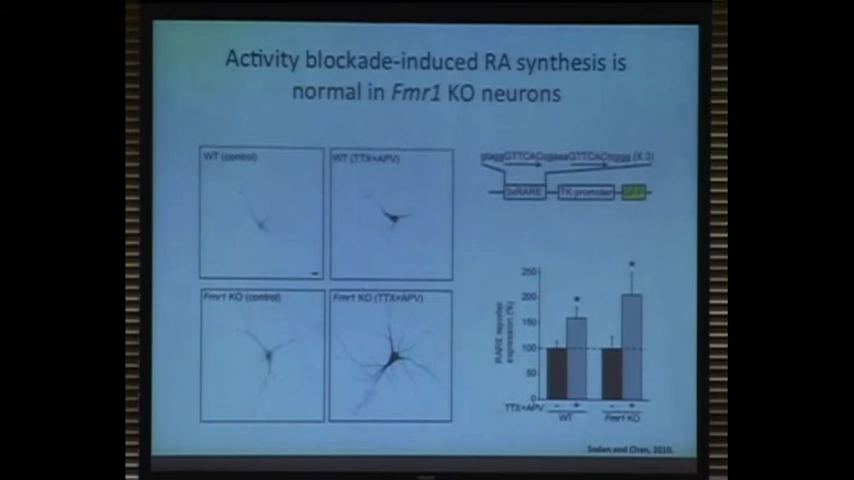 Activity blockade-induced RA synthesis is
normal in Fmr1 KO neurons
WT (control)
WT (TTX+APV)
Fmr1 KO (control)
Fmr1 KO (TTX+APV)
(X 3)
3xRARE
TK promoter
GFP
RARE reporter
expression (%)
250
200
150
100
50
0
* *
TTX+APV - + - +
WT Fmr1 KO
Soden and Chen, 2010.